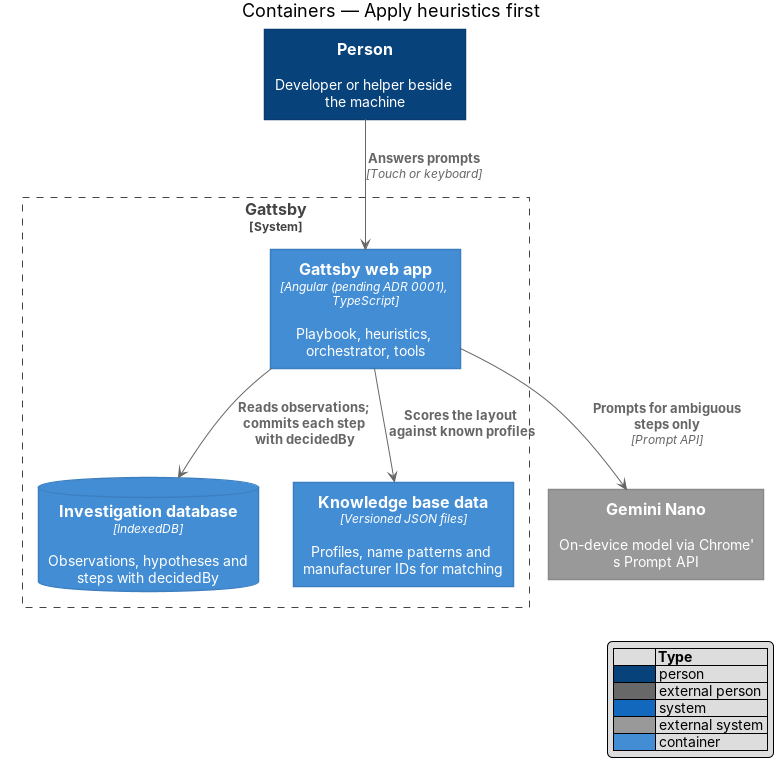 Containers — Apply heuristics first
Person
Developer or helper beside
the machine
Answers prompts
[Touch or keyboard]
Gattsby
[System]
Gattsby web app
[Angular (pending ADR 0001),
TypeScript]
Playbook, heuristics,
orchestrator, tools
Reads observations;
commits each step
with decidedBy
Scores the layout
against known profiles
Prompts for ambiguous
steps only
[Prompt API]
Investigation database
[IndexedDB]
Observations, hypotheses and
steps with decidedBy
Knowledge base data
[Versioned JSON files]
Profiles, name patterns and
manufacturer IDs for matching
Gemini Nano
On-device model via Chrome'
s Prompt API
Type
person
external person
system
external system
container